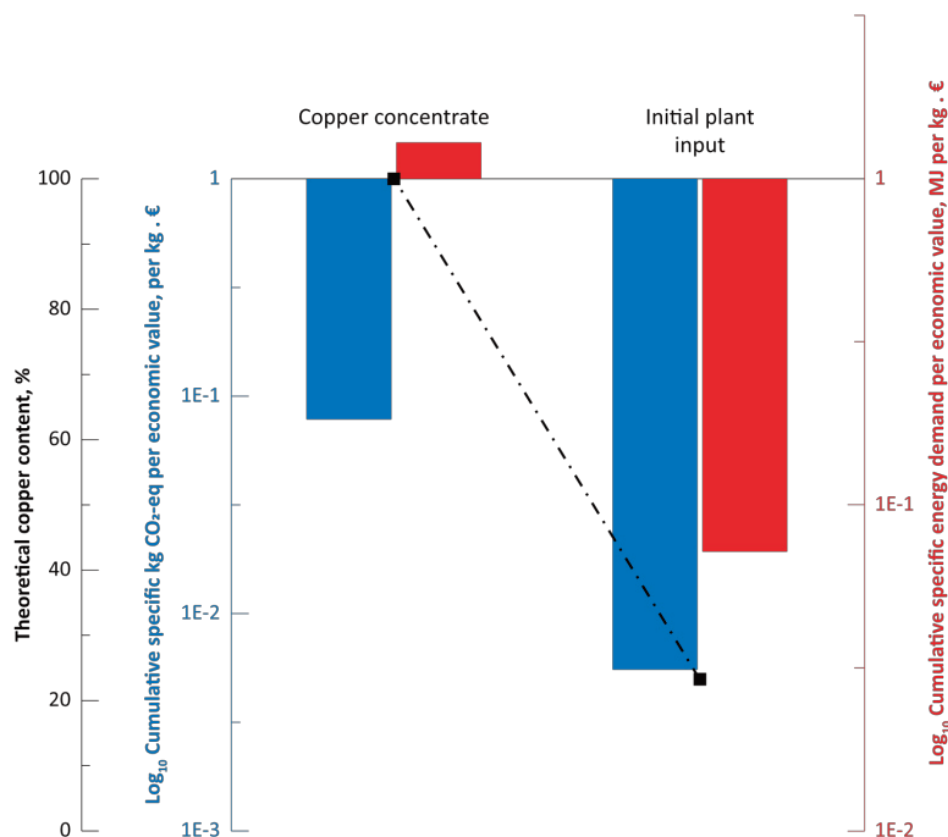 Copper concentrate
Initial plant
input
Theoretical copper content, %
100
80
60
40
20
0
Log₁₀ Cumulative specific kg CO₂-eq per economic value, per kg . €
1
1E-1
1E-2
1E-3
1
1E-1
1E-2
Log₁₀ Cumulative specific energy demand per economic value, MJ per kg . €